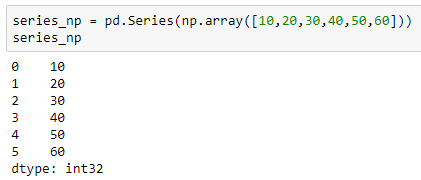 series_np = pd.Series(np.array([10,20,30,40,50,60]))
series_np
0    10
1    20
2    30
3    40
4    50
5    60
dtype: int32